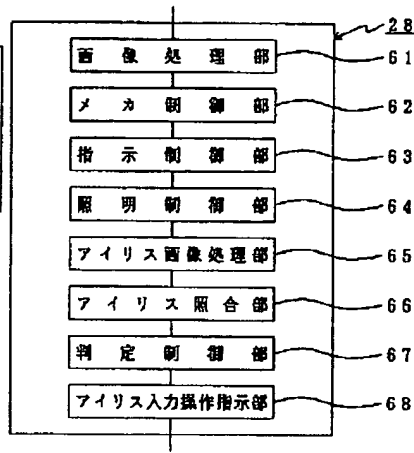 28
画像処理部 61
メカ制御部 62
指示制御部 63
照明制御部 64
アイリス画像処理部 65
アイリス照合部 66
判定制御部 67
アイリス入力操作指示部 68